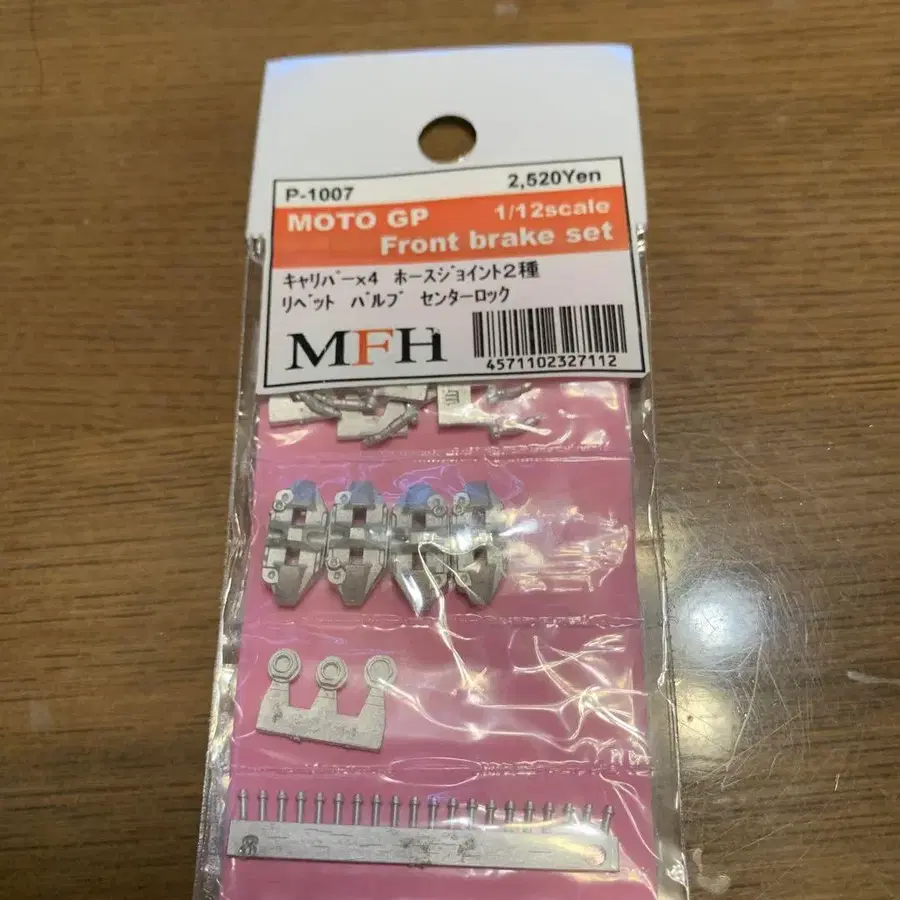 P-1007 2,520Yen
MOTO GP 1/12scale
Front brake set
ｷｬﾘﾊﾟｰx4 ﾎｰｽｼﾞｮｲﾝﾄ2種
ﾘﾍﾞｯﾄ ﾊﾞﾙﾌﾞ ｾﾝﾀｰﾛｯｸ
MFH
4571102327112